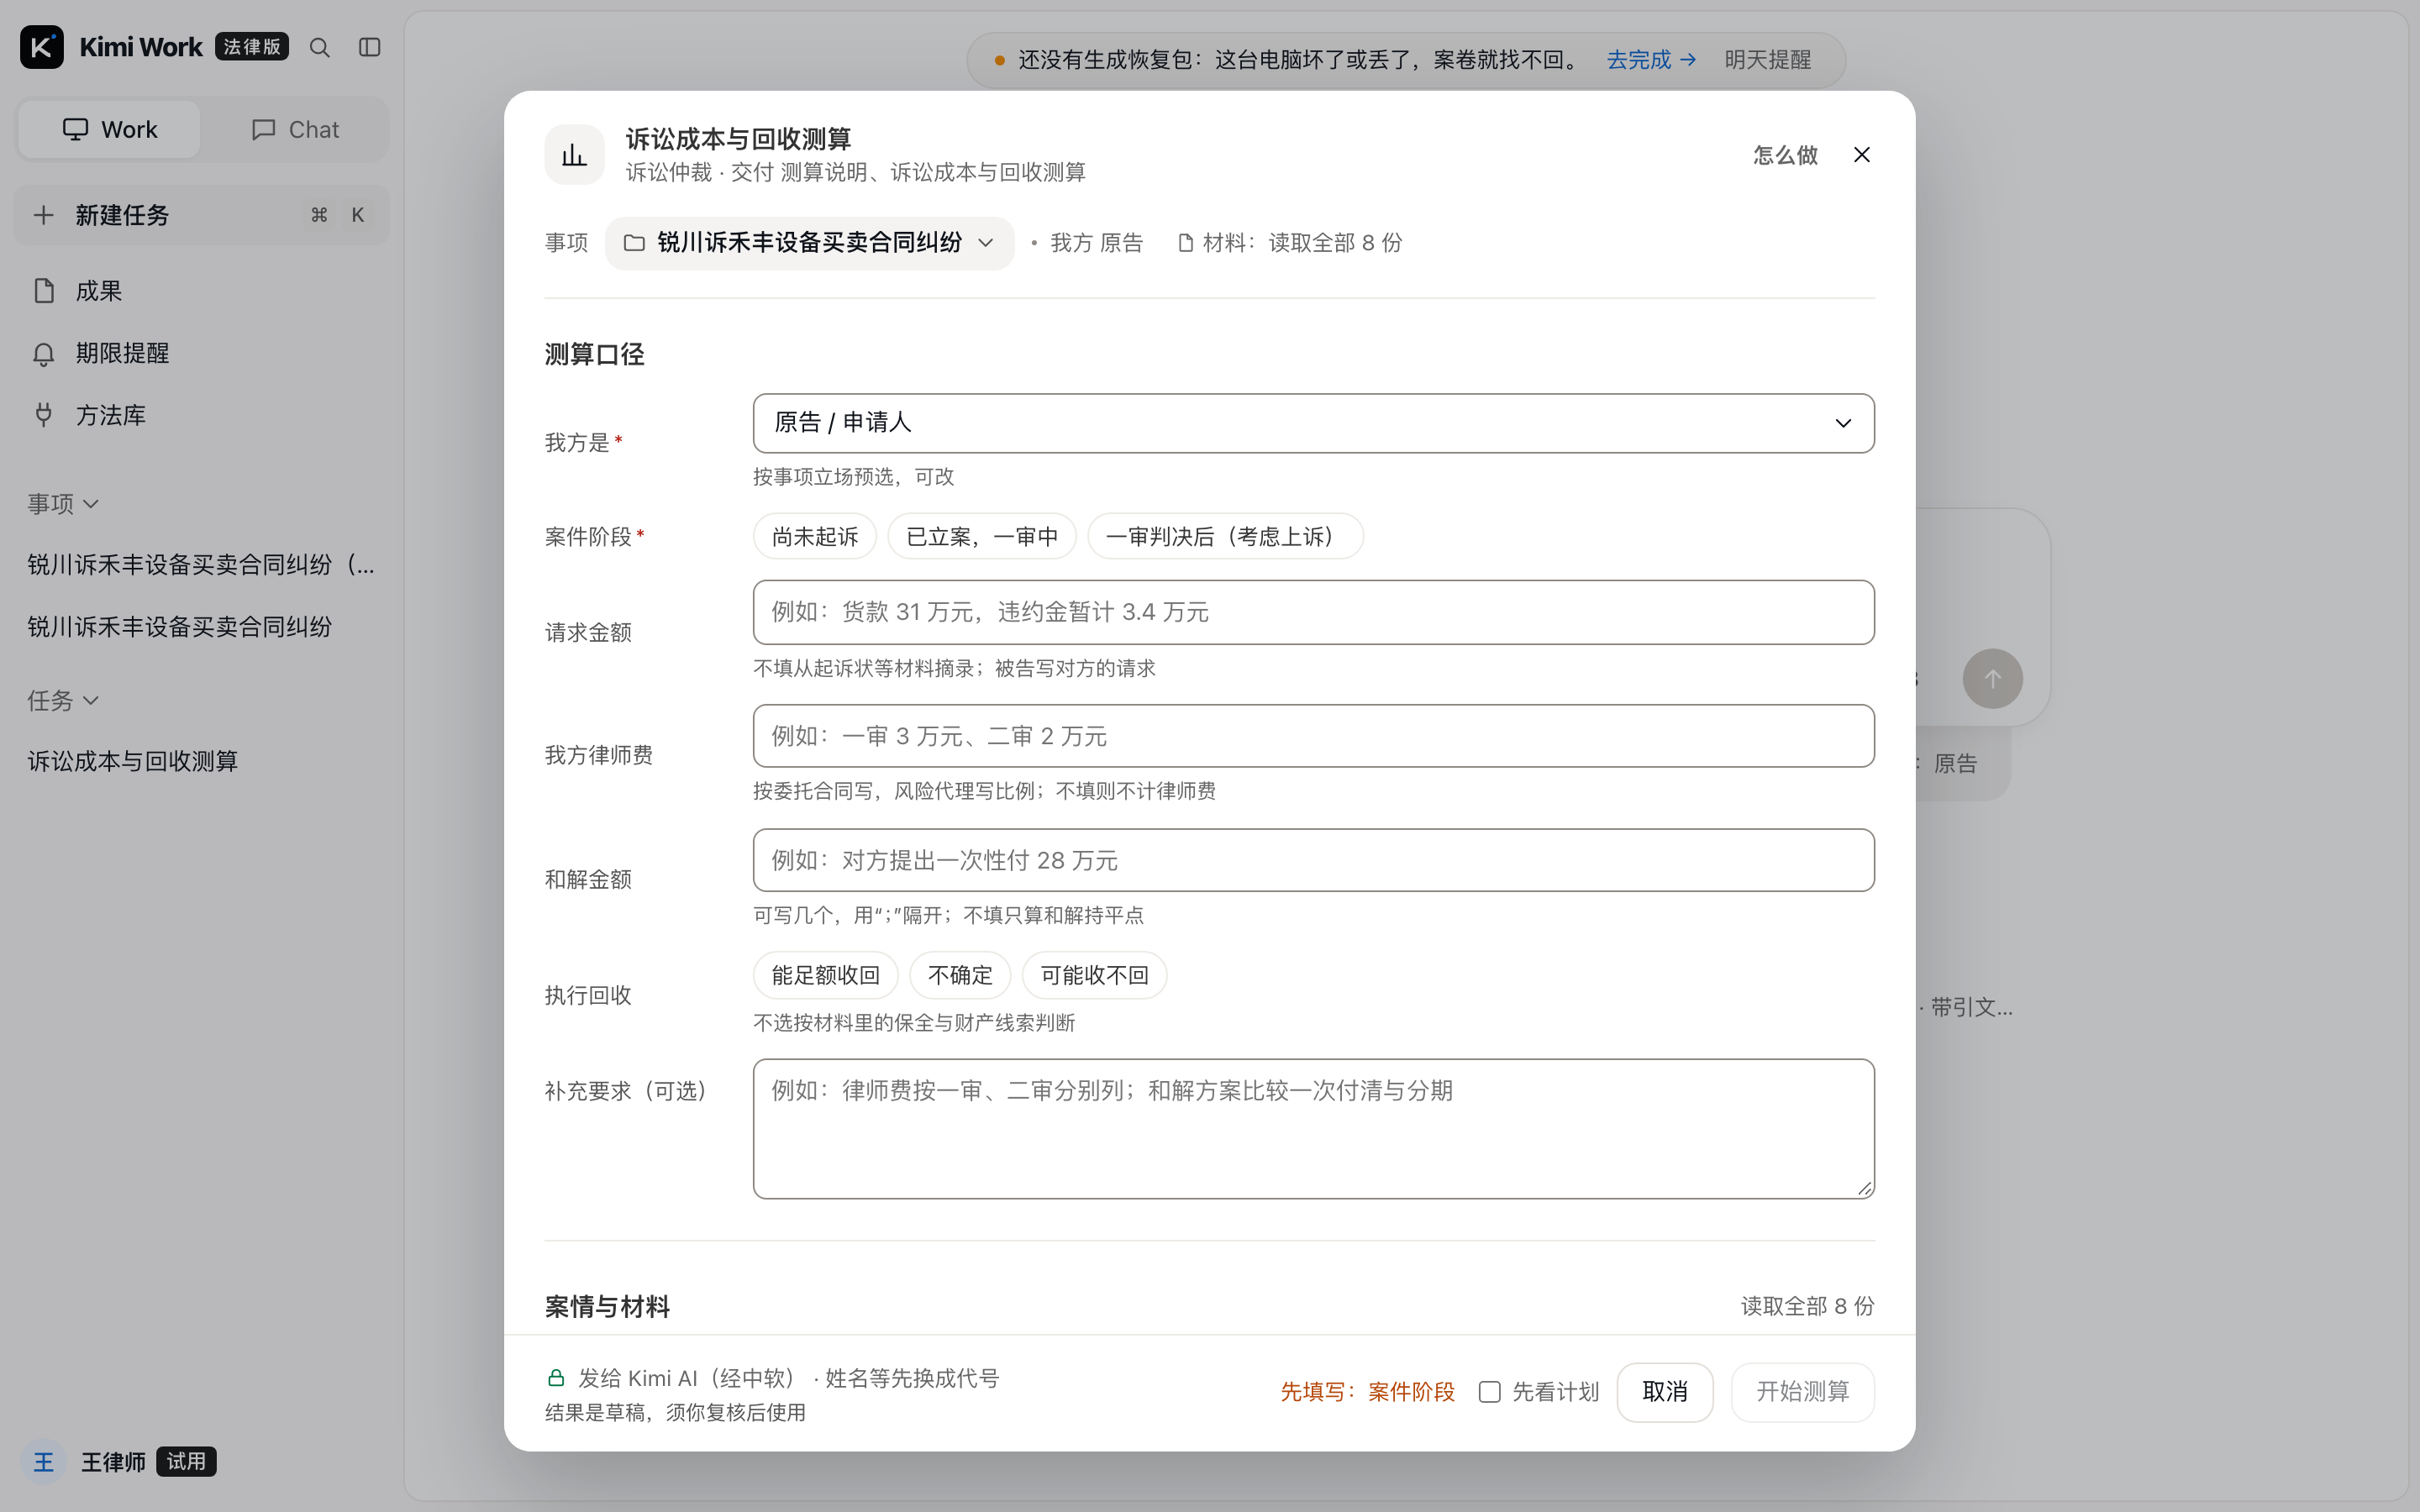 Kimi Work 法律版
Work
Chat
新建任务 ⌘ K
成果
期限提醒
方法库
事项
锐川诉禾丰设备买卖合同纠纷（...
锐川诉禾丰设备买卖合同纠纷
任务
诉讼成本与回收测算
王 王律师 试用
还没有生成恢复包：这台电脑坏了或丢了，案卷就找不回。 去完成 → 明天提醒
诉讼成本与回收测算
诉讼仲裁 · 交付 测算说明、诉讼成本与回收测算
怎么做
事项 锐川诉禾丰设备买卖合同纠纷 • 我方 原告 材料：读取全部 8 份
测算口径
我方是* 原告 / 申请人
按事项立场预选，可改
案件阶段* 尚未起诉 已立案，一审中 一审判决后（考虑上诉）
请求金额 例如：货款 31 万元，违约金暂计 3.4 万元
不填从起诉状等材料摘录；被告写对方的请求
我方律师费 例如：一审 3 万元、二审 2 万元
按委托合同写，风险代理写比例；不填则不计律师费
和解金额 例如：对方提出一次性付 28 万元
可写几个，用“；”隔开；不填只算和解持平点
执行回收 能足额收回 不确定 可能收不回
不选按材料里的保全与财产线索判断
补充要求（可选） 例如：律师费按一审、二审分别列；和解方案比较一次付清与分期
案情与材料 读取全部 8 份
发给 Kimi AI（经中软） · 姓名等先换成代号
结果是草稿，须你复核后使用
先填写：案件阶段 先看计划 取消 开始测算
：原告
· 带引文...